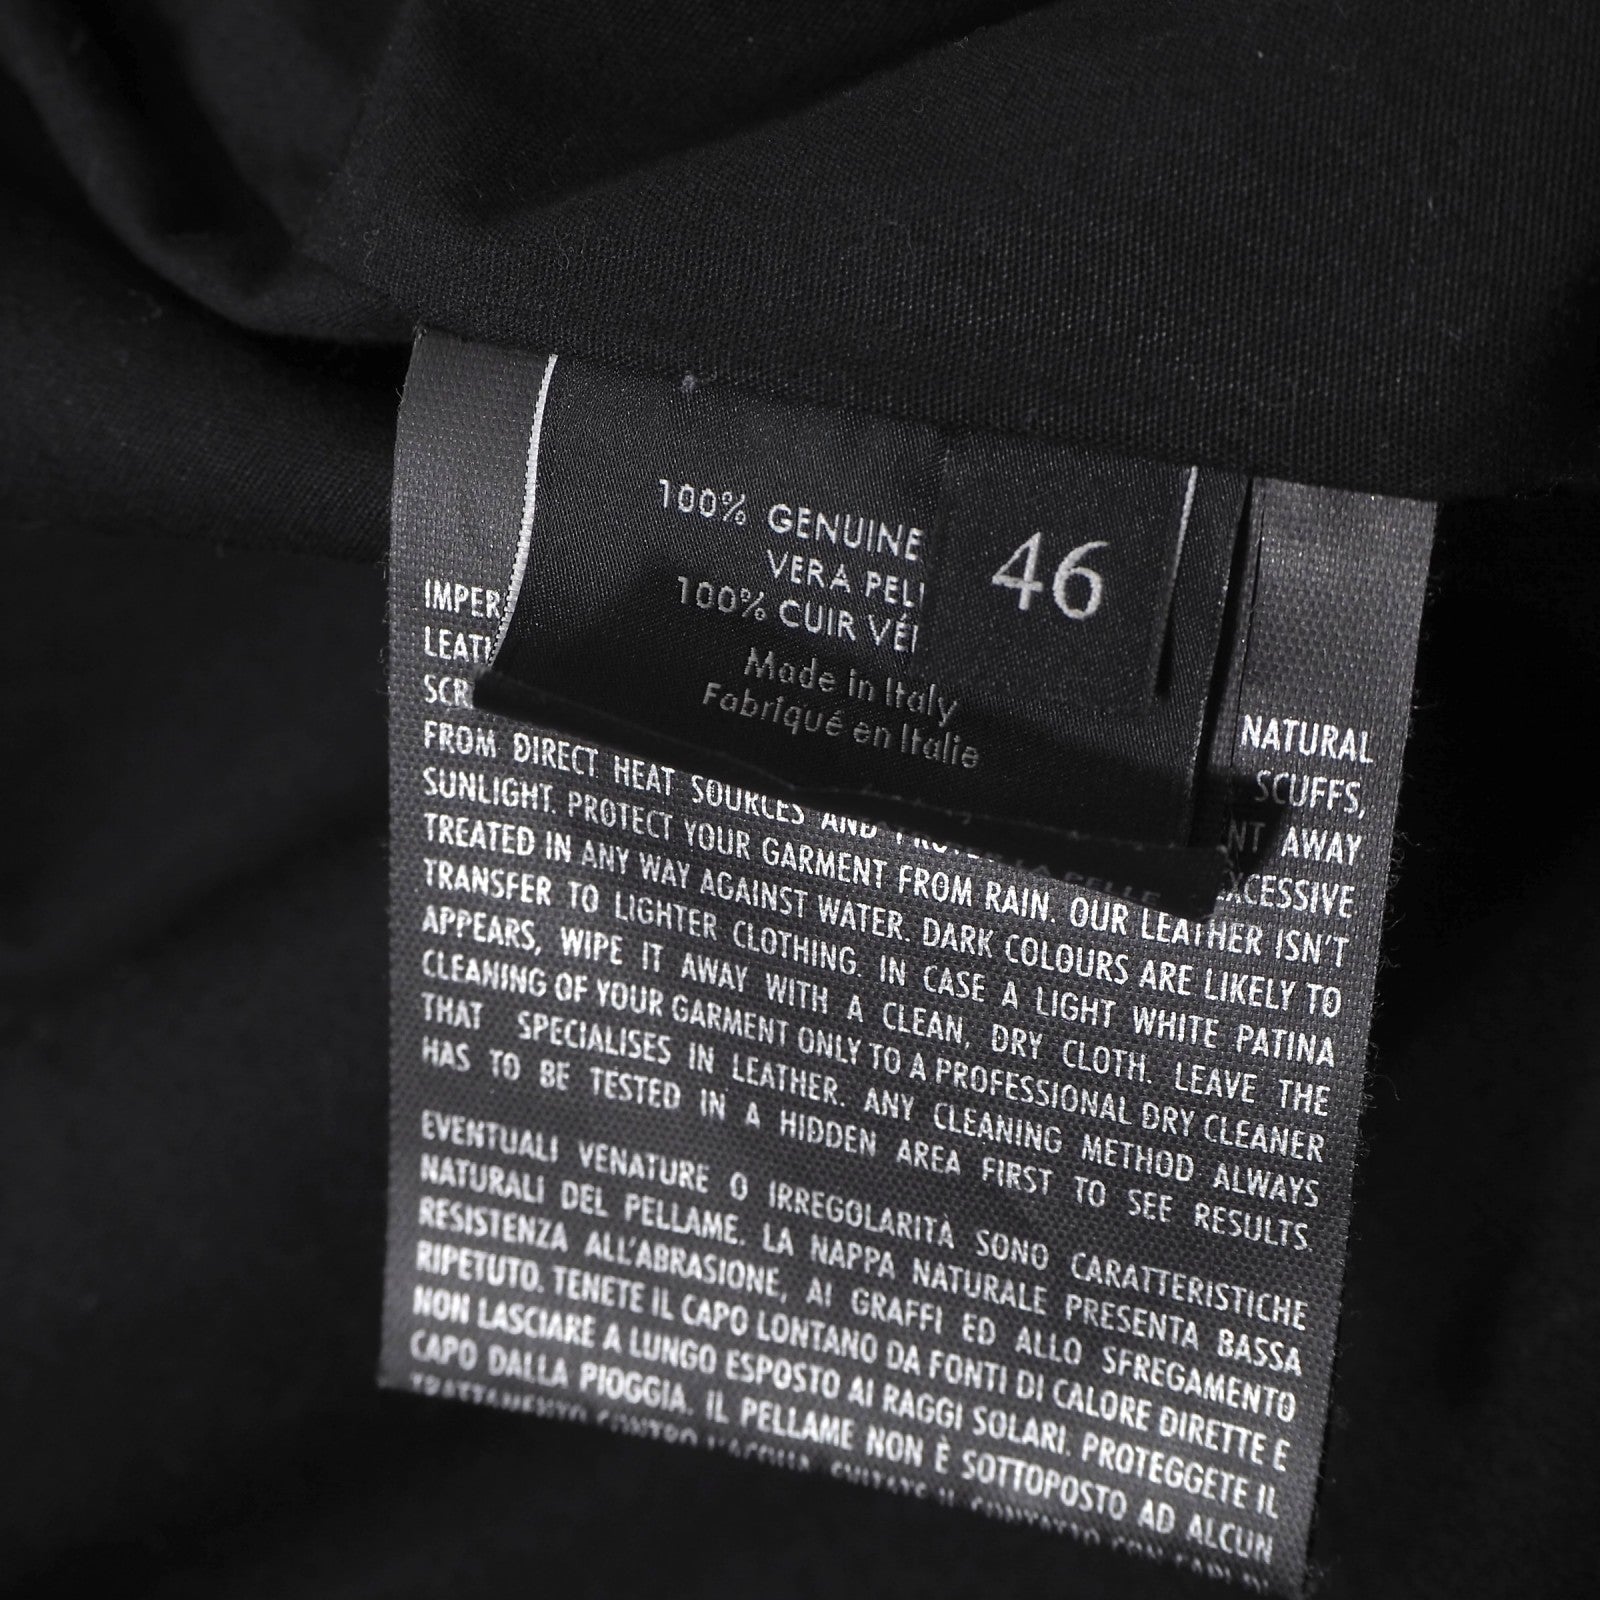 100% GENUINE
VERA
100% CUIR
Made in Italy
Fabriqué en Italie
46
NATURAL
SCUFFS,
AWAY
FROM DIRECT HEAT SOURCES AND
SUNLIGHT. PROTECT YOUR GARMENT FROM RAIN. OUR LEATHER ISN'T
TREATED IN ANY WAY AGAINST WATER. DARK COLOURS ARE LIKELY TO
TRANSFER TO LIGHTER CLOTHING. IN CASE A LIGHT WHITE PATINA
APPEARS, WIPE IT AWAY WITH A CLEAN, DRY CLOTH. LEAVE THE
CLEANING OF YOUR GARMENT ONLY TO A PROFESSIONAL DRY CLEANER
THAT SPECIALISES IN LEATHER. ANY CLEANING METHOD ALWAYS
HAS TO BE TESTED IN A HIDDEN AREA FIRST TO SEE RESULTS.
EVENTUALI VENATURE O IRREGOLARITÀ SONO CARATTERISTICHE
NATURALI DEL PELLAME. LA NAPPA NATURALE PRESENTA BASSA
RESISTENZA ALL'ABRASIONE, AI GRAFFI ED ALLO SFREGAMENTO
RIPETUTO. TENETE IL CAPO LONTANO DA FONTI DI CALORE DIRETTE E
NON LASCIARE A LUNGO ESPOSTO AI RAGGI SOLARI. PROTEGGETE IL
CAPO DALLA PIOGGIA. IL PELLAME NON È SOTTOPOSTO AD ALCUN
TRATTAMENTO CONTRO L'ACQUA.